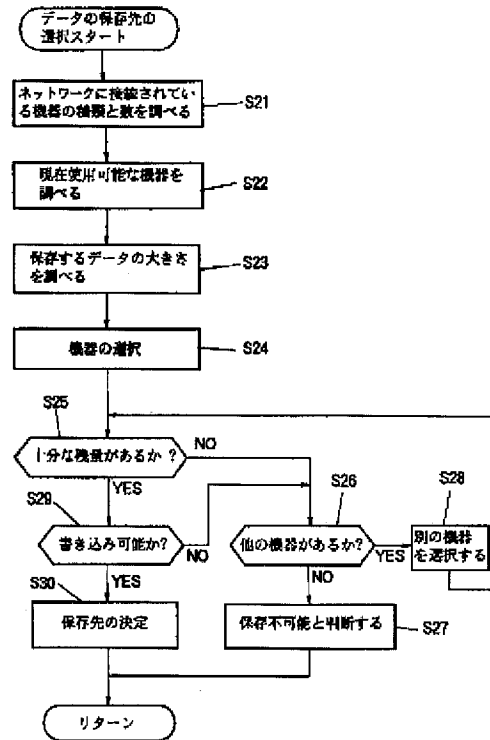 データの保存先の
選択スタート
ネットワークに接続されてい
る機器の種類と数を調べる
S21
現在使用可能な機器を
調べる
S22
保存するデータの大きさ
を調べる
S23
機器の選択
S24
S25
十分な残量があるか？
NO
YES
S26
S28
S29
書き込み可能か?
NO
他の機器があるか?
YES
別の機器
を選択する
YES
NO
S30
保存先の決定
保存不可能と判断する
S27
リターン